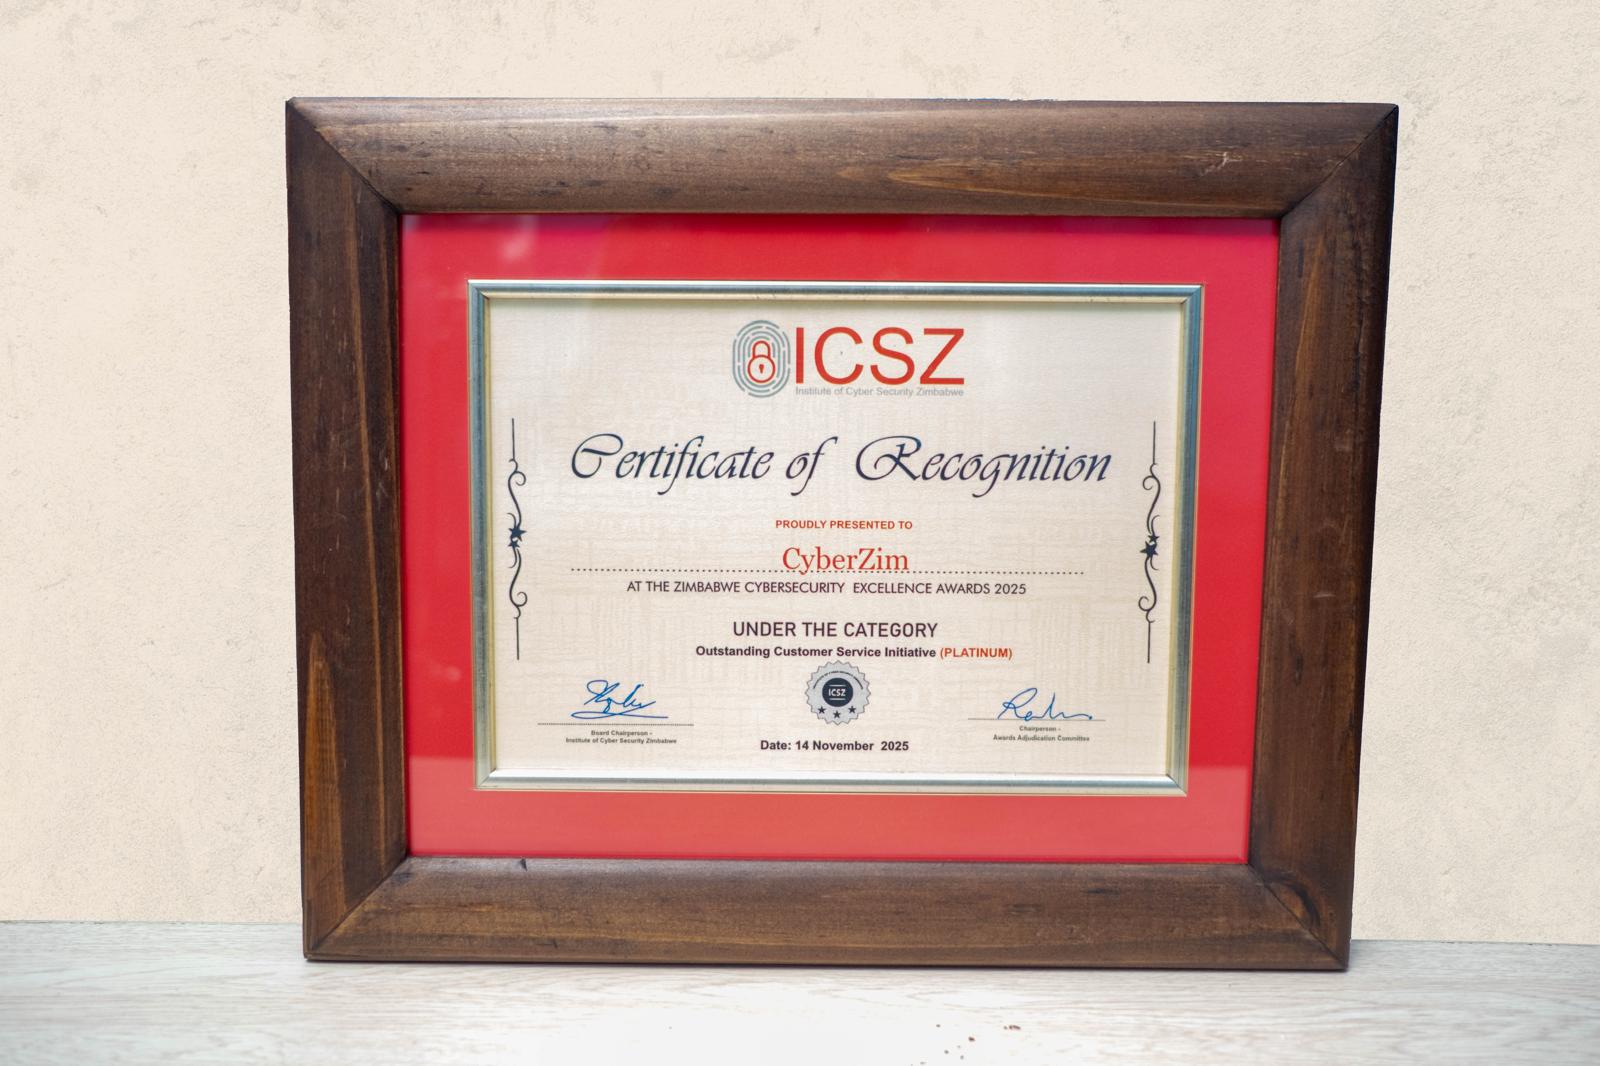 ICSZ
Institute of Cyber Security Zimbabwe
Certificate of Recognition
PROUDLY PRESENTED TO
CyberZim
AT THE ZIMBABWE CYBERSECURITY EXCELLENCE AWARDS 2025
UNDER THE CATEGORY
Outstanding Customer Service Initiative (PLATINUM)
ICSZ
Board Chairperson -
Institute of Cyber Security Zimbabwe
Chairperson -
Awards Adjudication Committee
Date: 14 November 2025